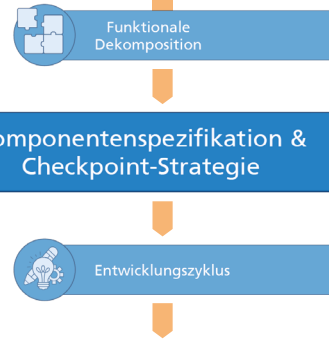 Funktionale
Dekomposition
omponentenspezifikation &
Checkpoint-Strategie
Entwicklungszyklus